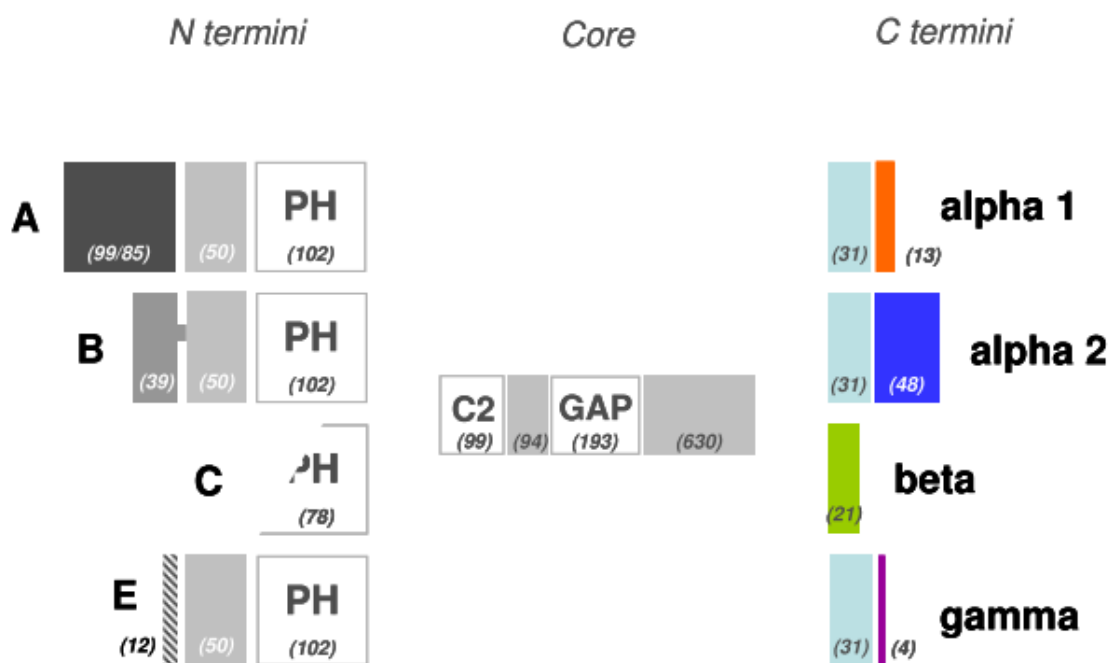 N termini Core C termini
A (99/85) (50) PH (102) (31) (13) alpha 1
B (39) (50) PH (102) (31) (48) alpha 2
C2 (99) (94) GAP (193) (630)
C PH (78) (21) beta
E (12) (50) PH (102) (31) (4) gamma